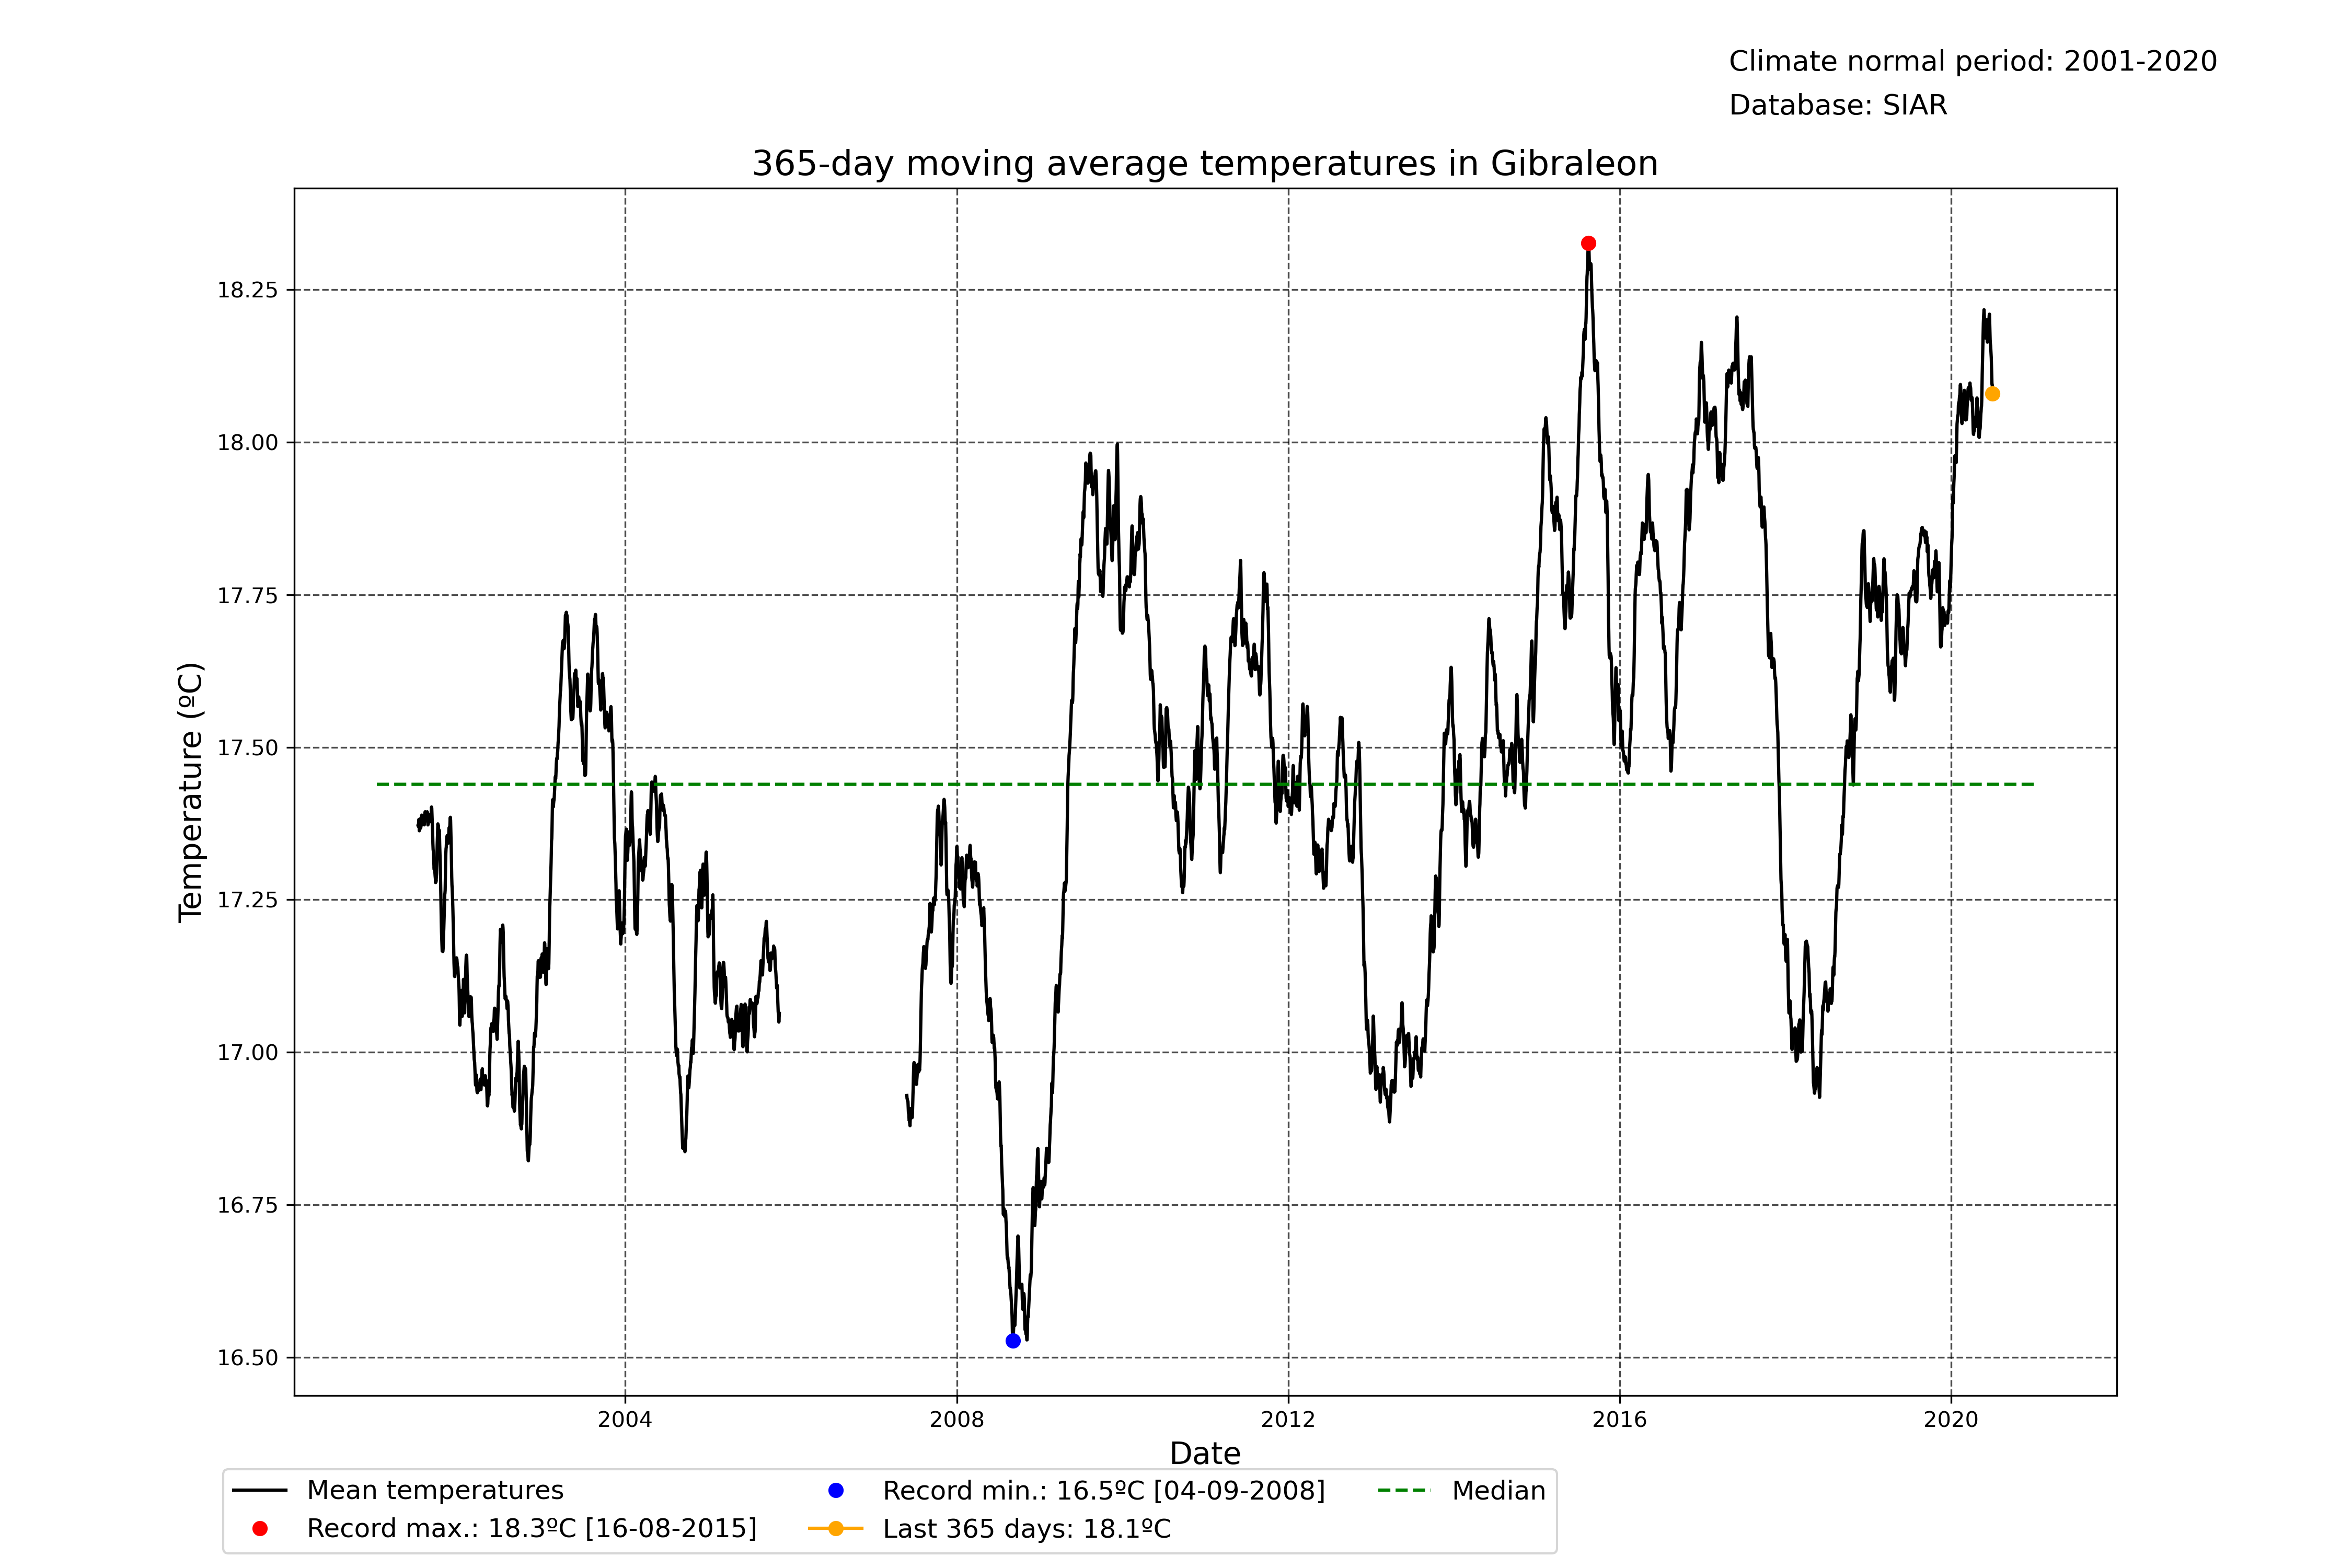 Climate normal period: 2001-2020
Database: SIAR
365-day moving average temperatures in Gibraleon
18.25
18.00
17.75
17.50
17.25
17.00
16.75
16.50
Temperature (ºC)
2004 2008 2012 2016 2020
Date
Mean temperatures
Record max.: 18.3ºC [16-08-2015]
Record min.: 16.5ºC [04-09-2008]
Last 365 days: 18.1ºC
Median